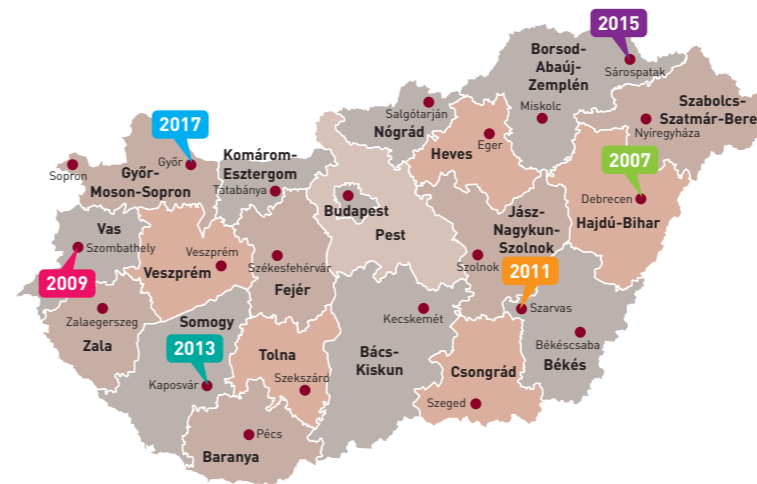 2015
Borsod-
Abaúj-
Zemplén
Sárospatak
Szabolcs-
Szatmár-Bere
Nyíregyháza
Miskolc
Salgótarján
Nógrád
Heves
Eger
2017
Győr
Sopron
Győr-
Moson-Sopron
Komárom-
Esztergom
Tatabánya
2007
Debrecen
Hajdú-Bihar
Budapest
Pest
Jász-
Nagykun-
Szolnok
Szolnok
Vas
Szombathely
2009
Veszprém
Veszprém
Székesfehérvár
Fejér
2011
Szarvas
Zalaegerszeg
Zala
Somogy
2013
Kaposvár
Tolna
Szekszárd
Kecskemét
Bács-
Kiskun
Békéscsaba
Békés
Csongrád
Szeged
Pécs
Baranya